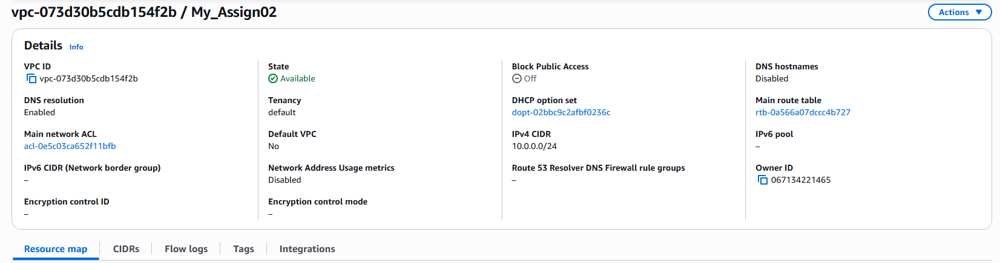 vpc-073d30b5cdb154f2b / My_Assign02
Actions
Details Info
VPC ID
vpc-073d30b5cdb154f2b
State
Available
Block Public Access
Off
DNS hostnames
Disabled
DNS resolution
Enabled
Tenancy
default
DHCP option set
dopt-02bbc9c2afbf0236c
Main route table
rtb-0a566a07dccc4b727
Main network ACL
acl-0e5c03ca652f11bfb
Default VPC
No
IPv4 CIDR
10.0.0.0/24
IPv6 pool
–
IPv6 CIDR (Network border group)
–
Network Address Usage metrics
Disabled
Route 53 Resolver DNS Firewall rule groups
–
Owner ID
067134221465
Encryption control ID
–
Encryption control mode
–
Resource map
CIDRs
Flow logs
Tags
Integrations